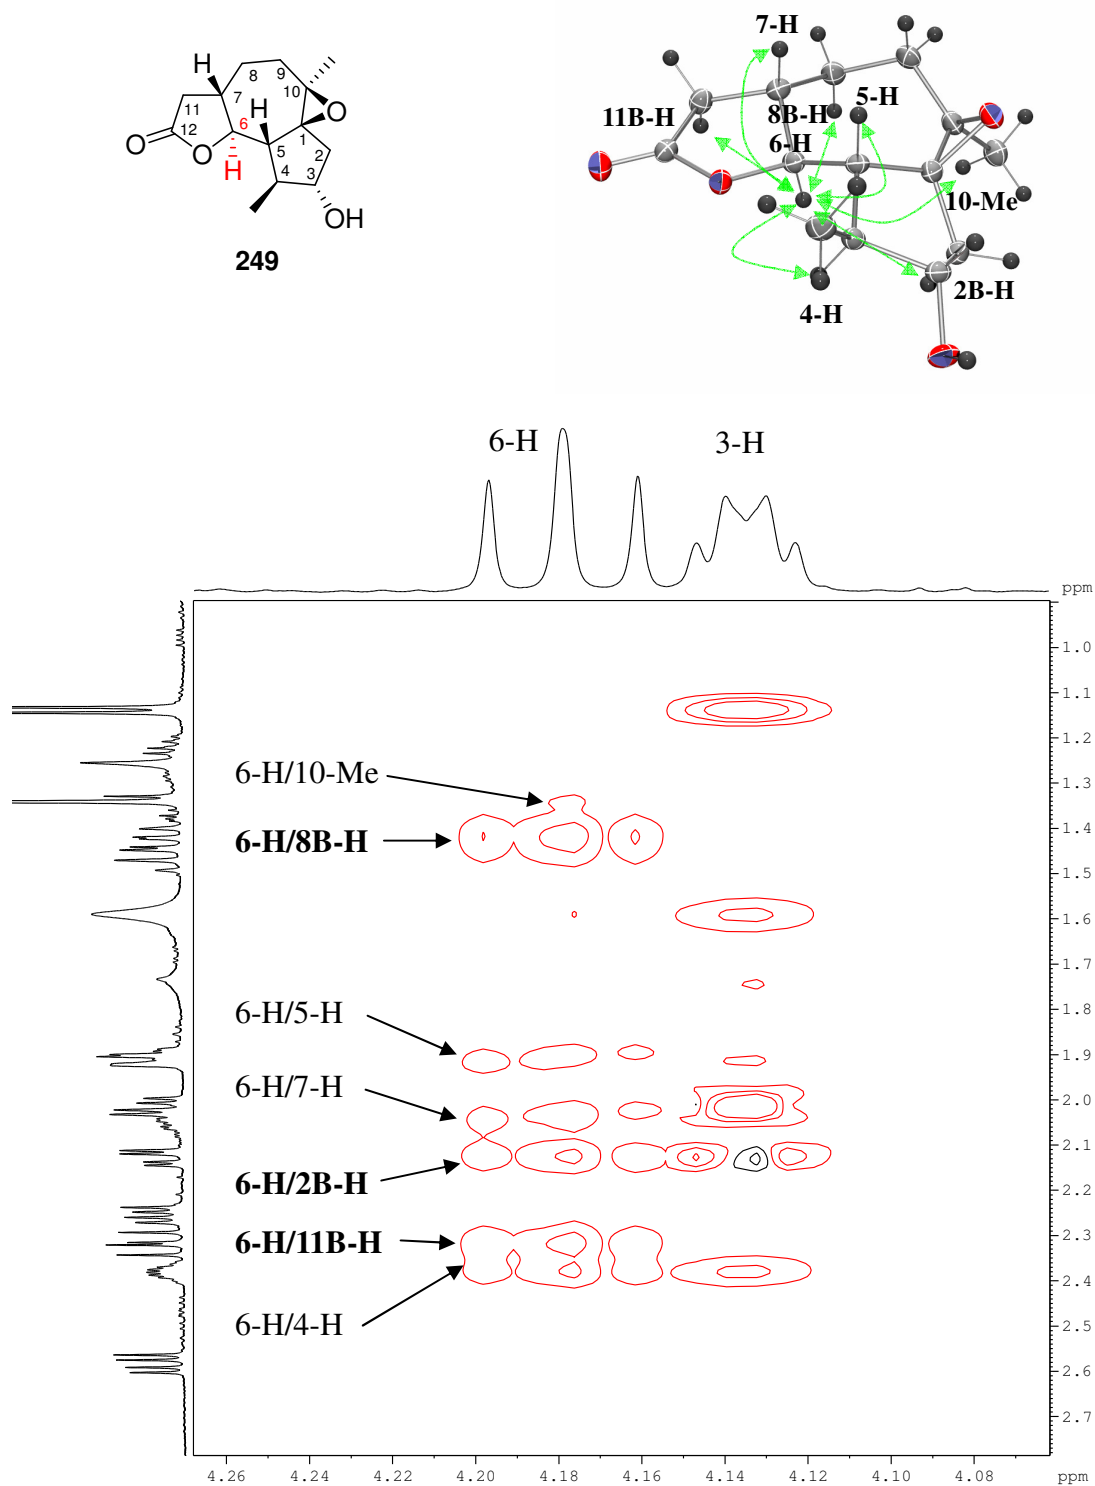 H
8
9
10
O
7
H
11
12
6
1
O
O
5
2
H
4
3
OH
249
7-H
5-H
11B-H
8B-H
6-H
10-Me
2B-H
4-H
6-H
3-H
ppm
1.0
1.1
1.2
6-H/10-Me
1.3
6-H/8B-H
1.4
1.5
1.6
1.7
1.8
6-H/5-H
1.9
6-H/7-H
2.0
2.1
6-H/2B-H
2.2
6-H/11B-H
2.3
6-H/4-H
2.4
2.5
2.6
2.7
4.26 4.24 4.22 4.20 4.18 4.16 4.14 4.12 4.10 4.08 ppm